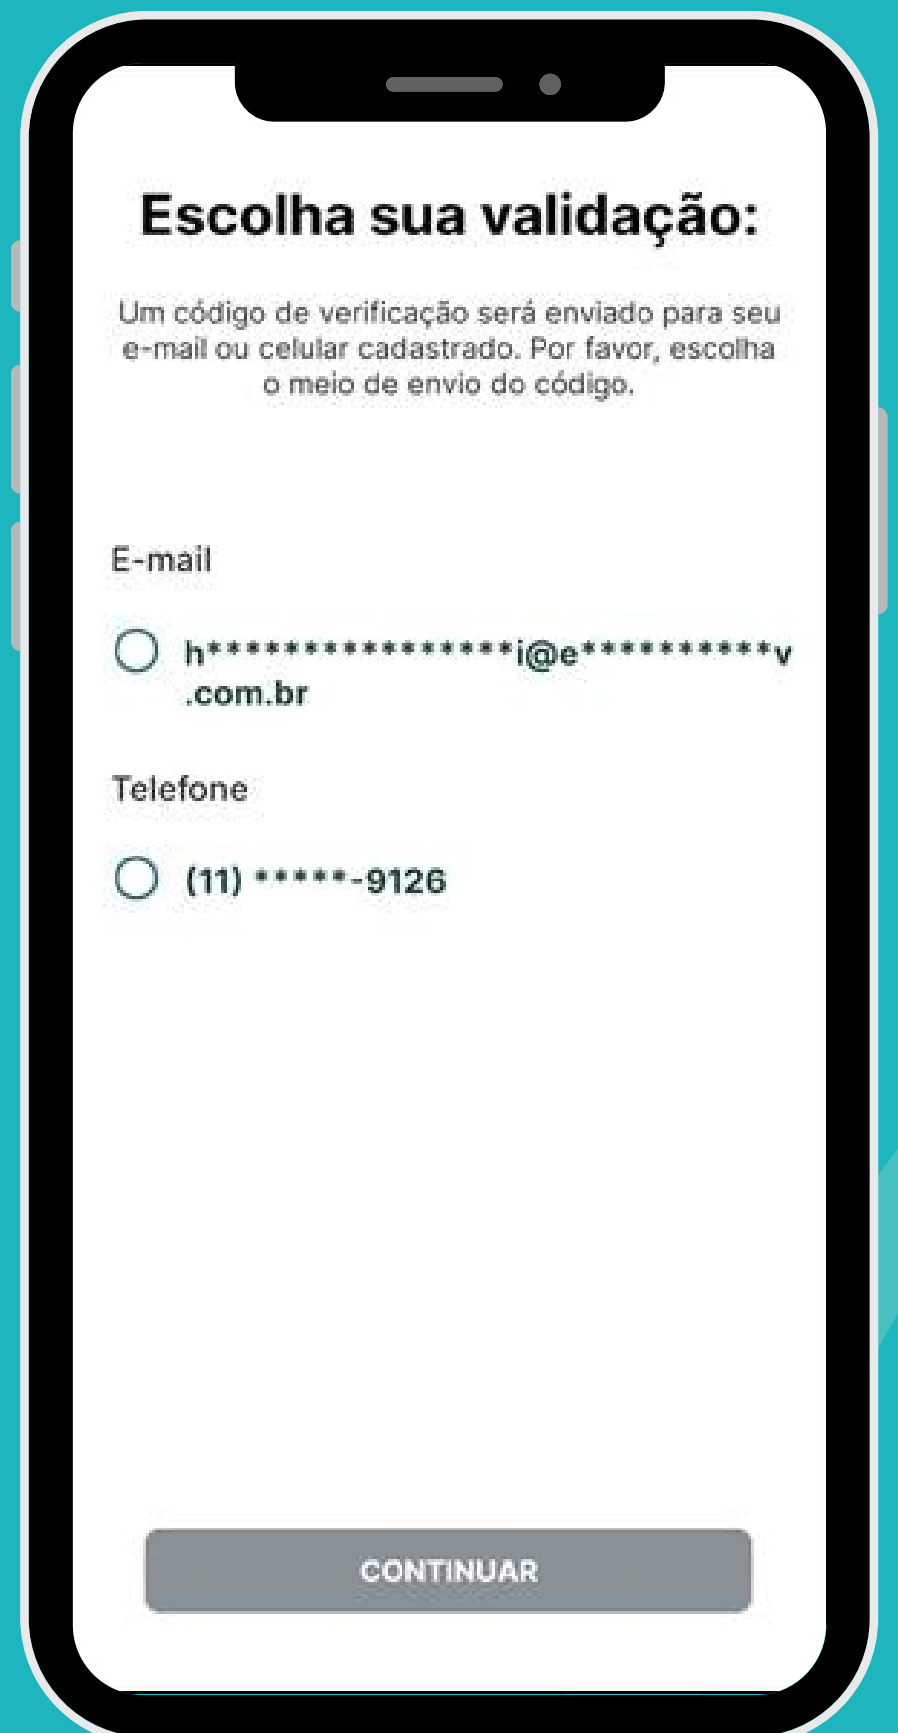 Escolha sua validação:
Um código de verificação será enviado para seu
e-mail ou celular cadastrado. Por favor, escolha
o meio de envio do código.
E-mail
h****************i@e**********v
.com.br
Telefone
(11) *****-9126
CONTINUAR